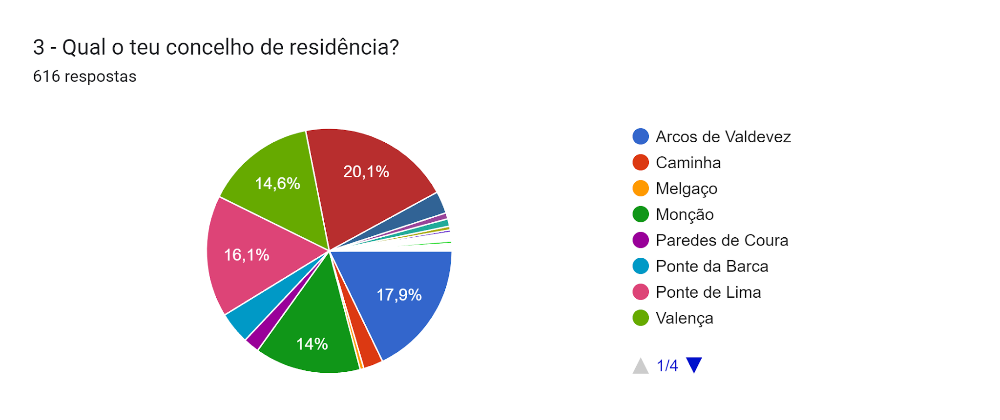 3 - Qual o teu concelho de residência?
616 respostas
20,1%
14,6%
16,1%
17,9%
14%
Arcos de Valdevez
Caminha
Melgaço
Monção
Paredes de Coura
Ponte da Barca
Ponte de Lima
Valença
1/4